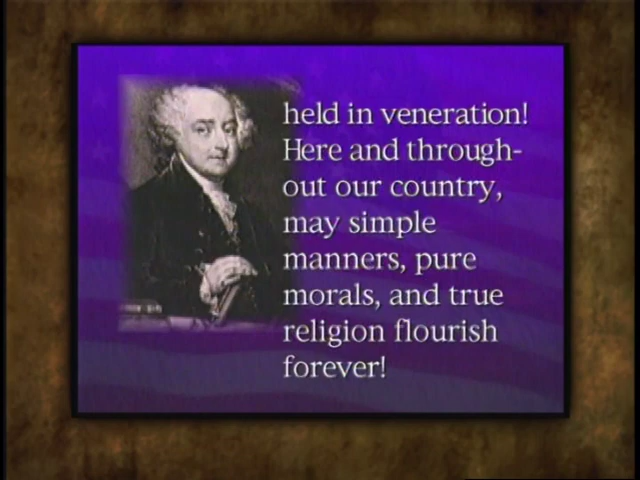 held in veneration!
Here and through-
out our country,
may simple
manners, pure
morals, and true
religion flourish
forever!